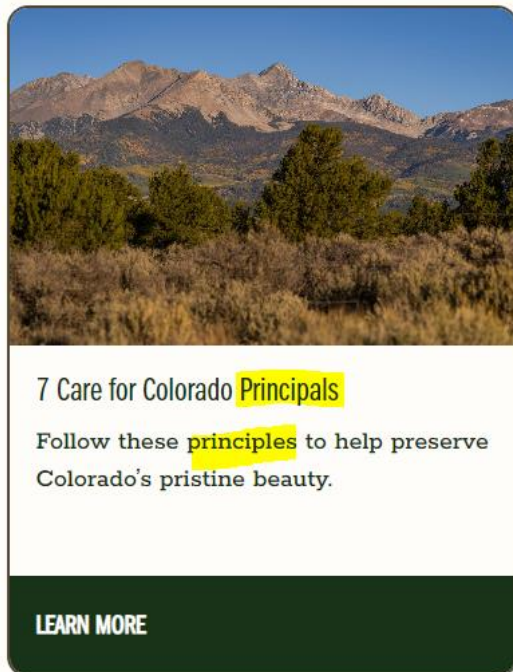 7 Care for Colorado Principals
Follow these principles to help preserve
Colorado's pristine beauty.
LEARN MORE